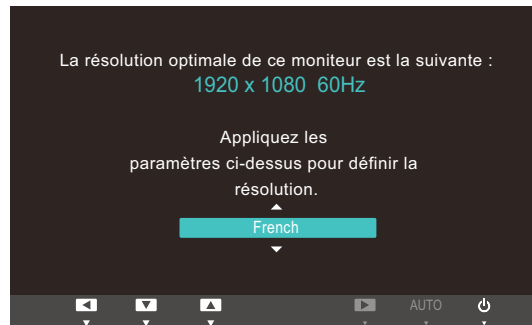 La résolution optimale de ce moniteur est la suivante :
1920 x 1080 60Hz
Appliquez les
paramètres ci-dessus pour définir la
résolution.
French
AUTO